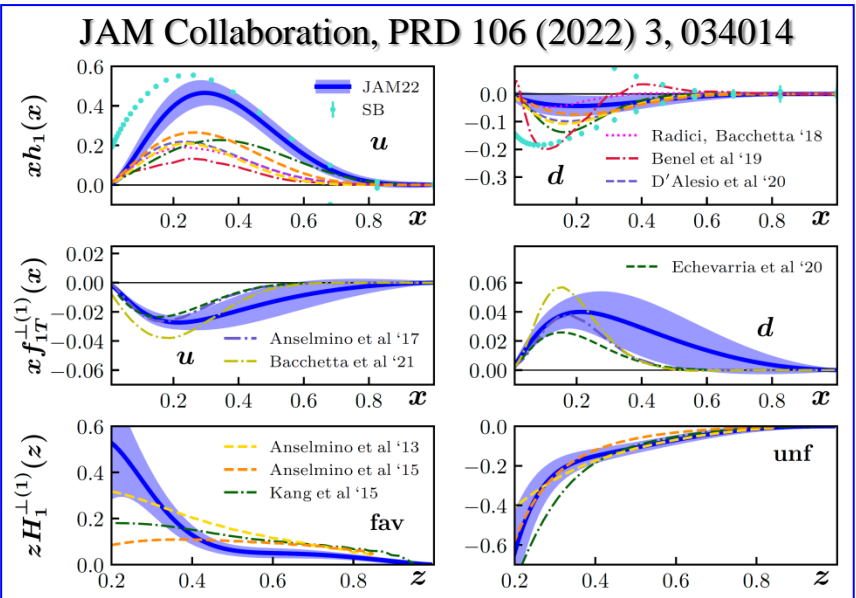 JAM Collaboration, PRD 106 (2022) 3, 034014
xh₁(x)
0.6
0.4
0.2
0.0
JAM22
SB
u
0.2 0.4 0.6 0.8 x
0.0
−0.1
−0.2
−0.3
Radici, Bacchetta '18
Benel et al '19
D′Alesio et al '20
d
0.2 0.4 0.6 0.8 x
xf₁T^⊥(1)(x)
0.02
0.00
−0.02
−0.04
−0.06
Anselmino et al '17
Bacchetta et al '21
u
0.2 0.4 0.6 0.8 x
0.06
0.04
0.02
0.00
Echevarria et al '20
d
0.2 0.4 0.6 0.8 x
zH₁^⊥(1)(z)
0.6
0.4
0.2
0.0
Anselmino et al '13
Anselmino et al '15
Kang et al '15
fav
0.2 0.4 0.6 0.8 z
0.0
−0.2
−0.4
−0.6
unf
0.2 0.4 0.6 0.8 z